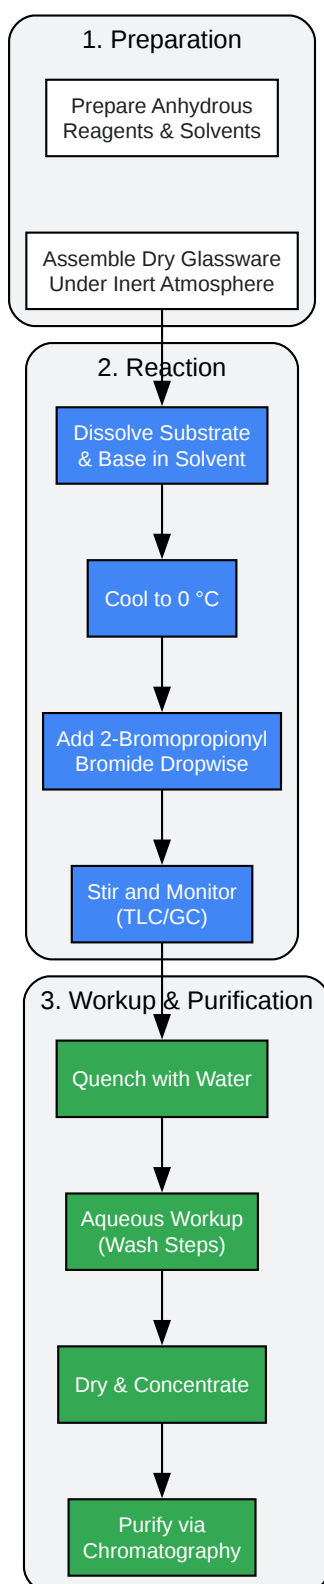 1. Preparation
Prepare Anhydrous
Reagents & Solvents
Assemble Dry Glassware
Under Inert Atmosphere
2. Reaction
Dissolve Substrate
& Base in Solvent
Cool to 0 °C
Add 2-Bromopropionyl
Bromide Dropwise
Stir and Monitor
(TLC/GC)
3. Workup & Purification
Quench with Water
Aqueous Workup
(Wash Steps)
Dry & Concentrate
Purify via
Chromatography